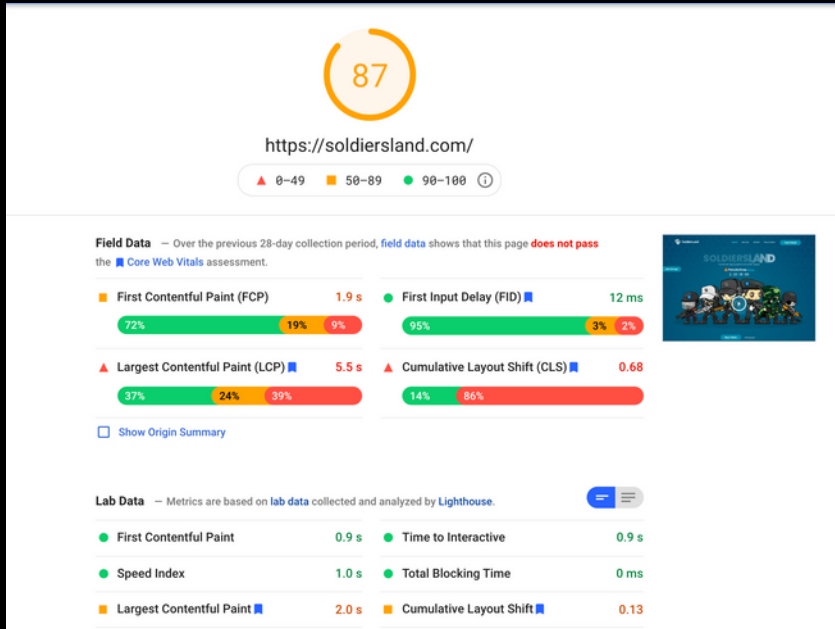 87
https://soldiersland.com/
0–49 50–89 90–100
Field Data — Over the previous 28-day collection period, field data shows that this page does not pass
the Core Web Vitals assessment.
First Contentful Paint (FCP) 1.9 s
72% 19% 9%
First Input Delay (FID) 12 ms
95% 3% 2%
Largest Contentful Paint (LCP) 5.5 s
37% 24% 39%
Cumulative Layout Shift (CLS) 0.68
14% 86%
Show Origin Summary
SOLDIERSLAND
Lab Data — Metrics are based on lab data collected and analyzed by Lighthouse.
First Contentful Paint 0.9 s
Time to Interactive 0.9 s
Speed Index 1.0 s
Total Blocking Time 0 ms
Largest Contentful Paint 2.0 s
Cumulative Layout Shift 0.13